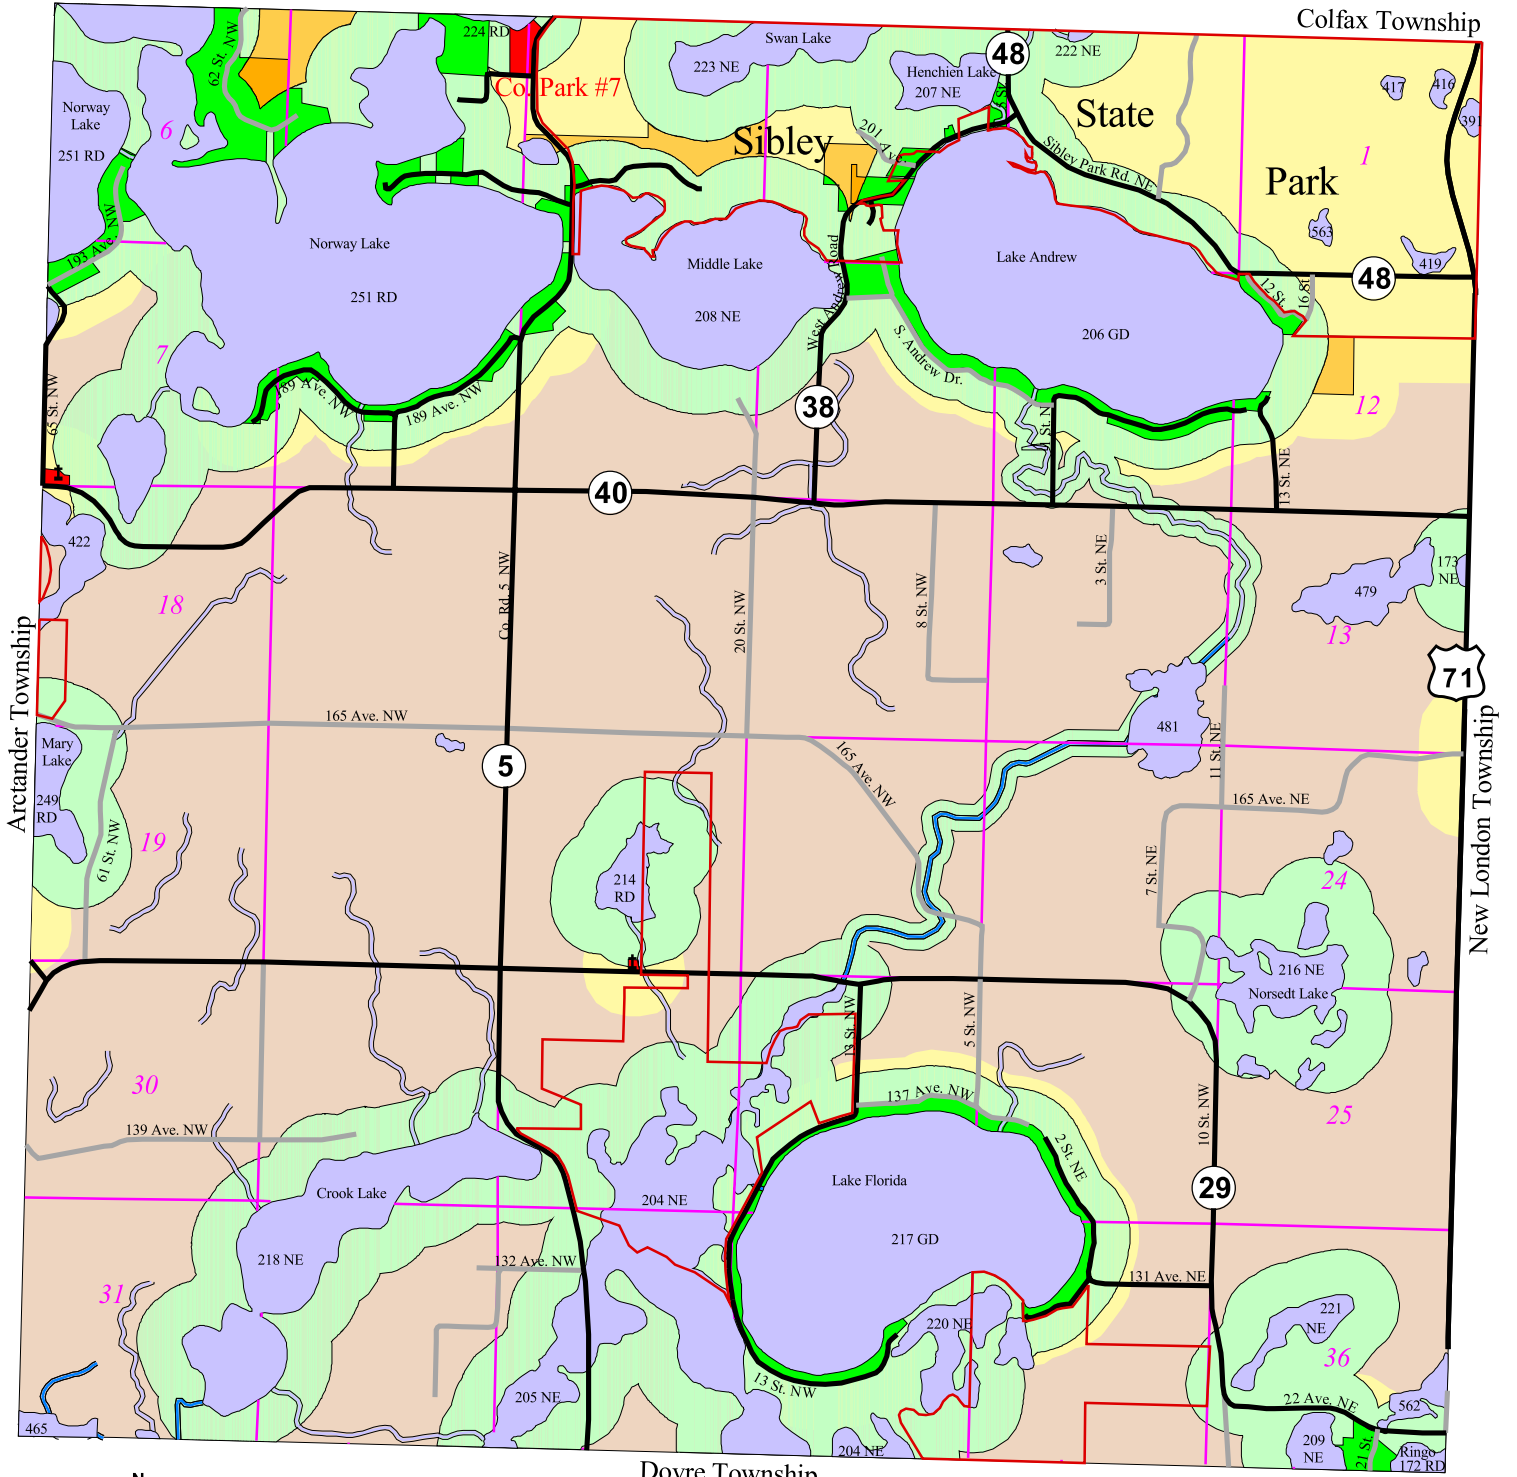 Colfax Township
62 St. NW
224 RD
Co. Park #7
Swan Lake
223 NE
Henchien Lake
207 NE
48
222 NE
State
417
416
391
Norway
Lake
251 RD
6
Sibley
201 Ave.
Sibley Park Rd. NE
1
Park
563
419
193 Ave. NW
Norway Lake
251 RD
Middle Lake
208 NE
West Andrew Road
Lake Andrew
206 GD
48
12 St.
16 St.
7
S. Andrew Dr.
65 St. NW
189 Ave. NW
189 Ave. NW
38
12
13 St. NE
40
422
Co. Rd. 5 NW
20 St. NW
8 St. NW
3 St. NE
479
173
NE
18
13
71
Arctander Township
165 Ave. NW
5
165 Ave. NW
481
11 St. NE
165 Ave. NE
New London Township
Mary
Lake
249
RD
61 St. NW
19
214
RD
7 St. NE
24
216 NE
Norsedt Lake
13 St. NW
5 St. NW
30
137 Ave. NW
10 St. NW
25
139 Ave. NW
2 St. NE
Crook Lake
218 NE
204 NE
Lake Florida
217 GD
29
132 Ave. NW
131 Ave. NE
31
220 NE
221
NE
36
13 St. NW
205 NE
22 Ave. NE
562
465
204 NE
209
NE
21 St.
Ringo
172 RD
N
Dovre Township